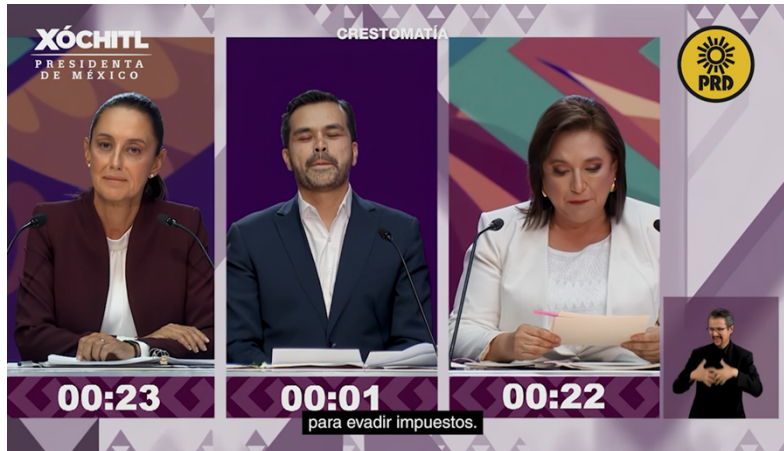 XÓCHITL
PRESIDENTA
DE MÉXICO
CRESTOMATÍA
PRD
00:23
00:01
00:22
para evadir impuestos.